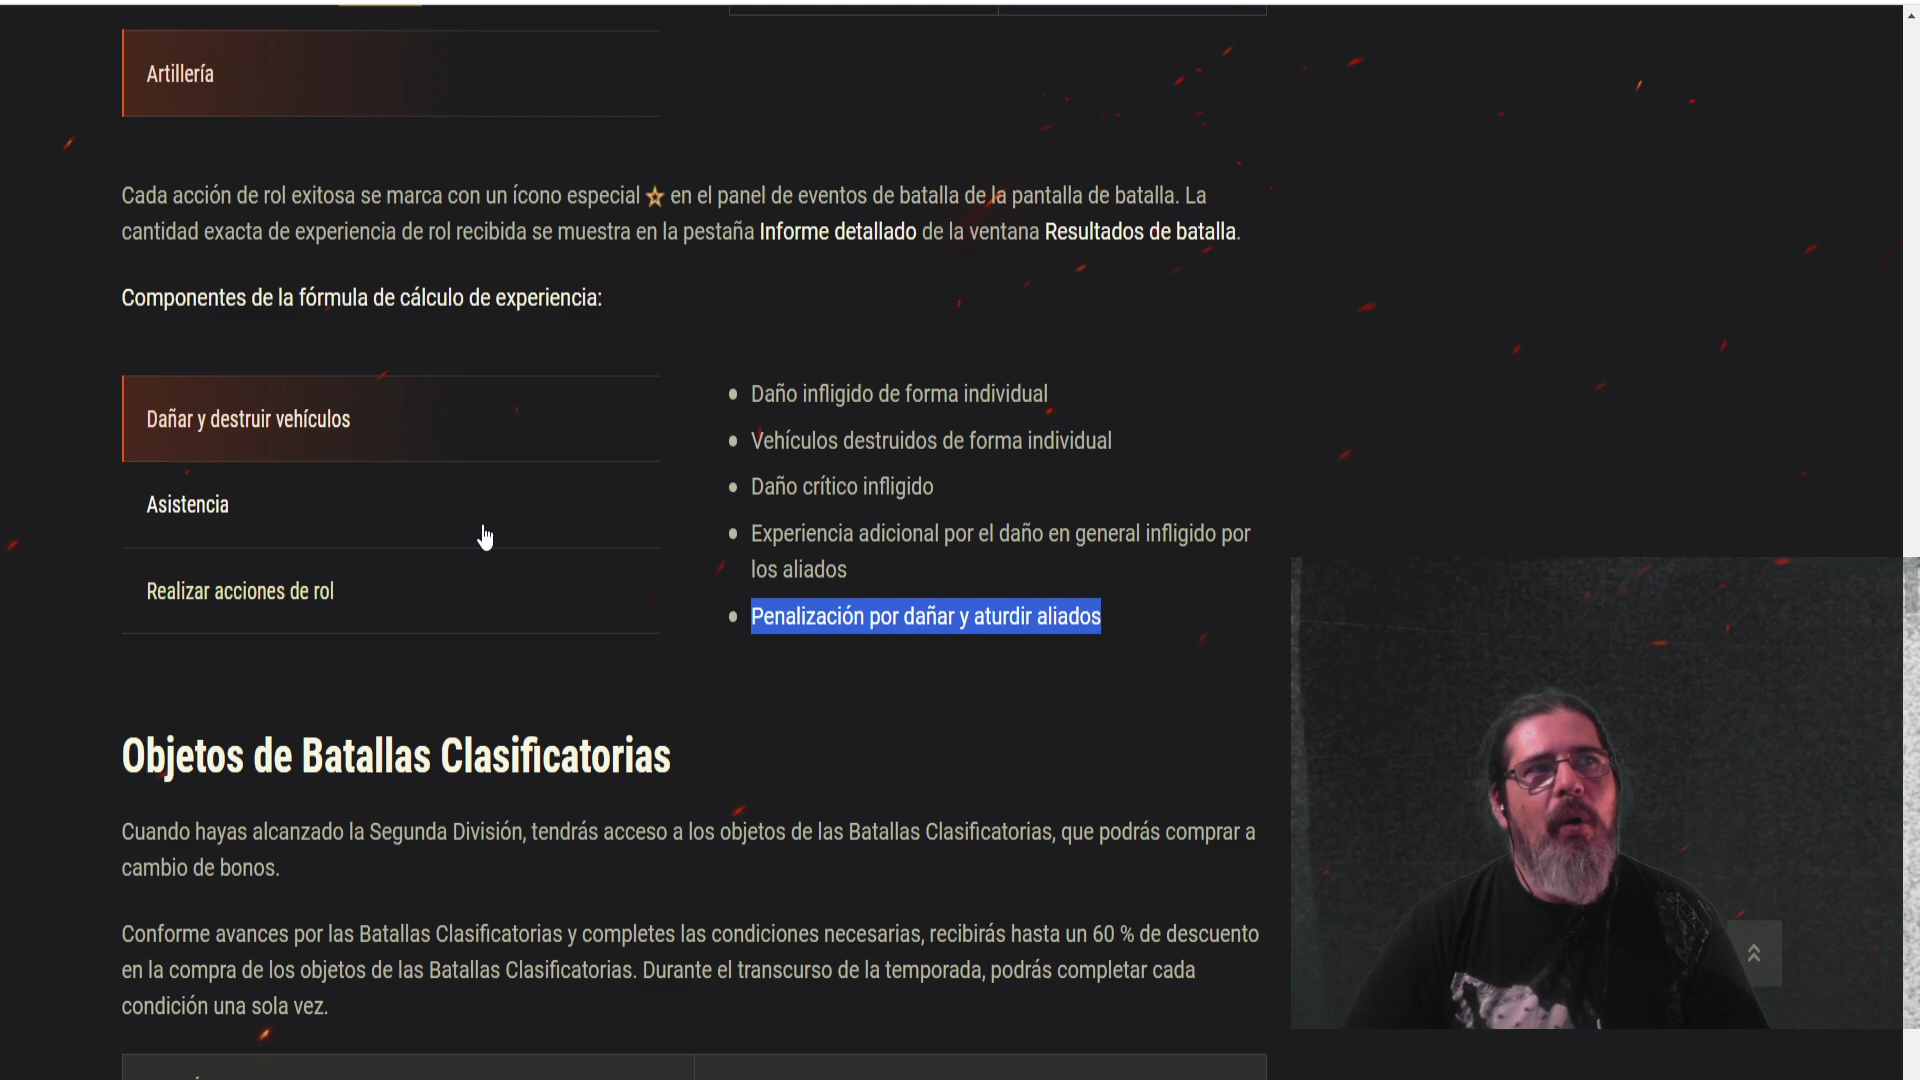 Artillería
Cada acción de rol exitosa se marca con un ícono especial en el panel de eventos de batalla de la pantalla de batalla. La
cantidad exacta de experiencia de rol recibida se muestra en la pestaña Informe detallado de la ventana Resultados de batalla.
Componentes de la fórmula de cálculo de experiencia:
Dañar y destruir vehículos
Asistencia
Realizar acciones de rol
Daño infligido de forma individual
Vehículos destruidos de forma individual
Daño crítico infligido
Experiencia adicional por el daño en general infligido por
los aliados
Penalización por dañar y aturdir aliados
Objetos de Batallas Clasificatorias
Cuando hayas alcanzado la Segunda División, tendrás acceso a los objetos de las Batallas Clasificatorias, que podrás comprar a
cambio de bonos.
Conforme avances por las Batallas Clasificatorias y completes las condiciones necesarias, recibirás hasta un 60 % de descuento
en la compra de los objetos de las Batallas Clasificatorias. Durante el transcurso de la temporada, podrás completar cada
condición una sola vez.